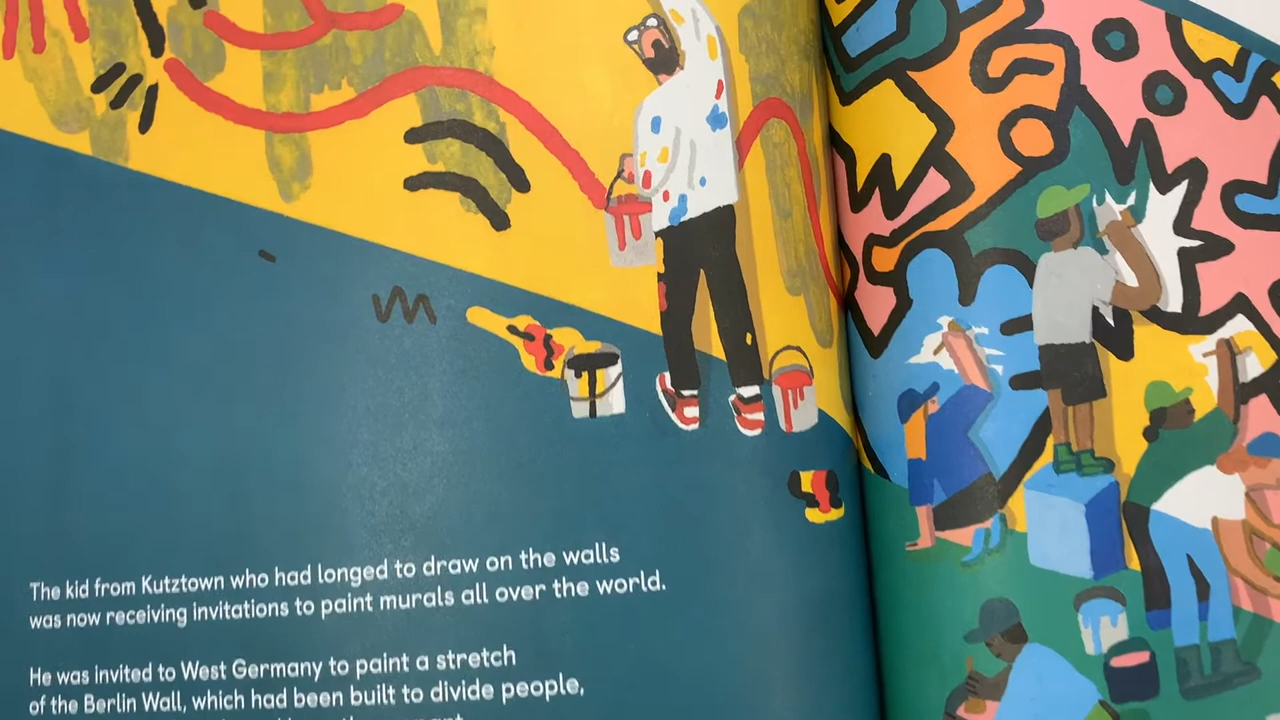 The kid from Kutztown who had longed to draw on the walls
was now receiving invitations to paint murals all over the world.
He was invited to West Germany to paint a stretch
of the Berlin Wall, which had been built to divide people,